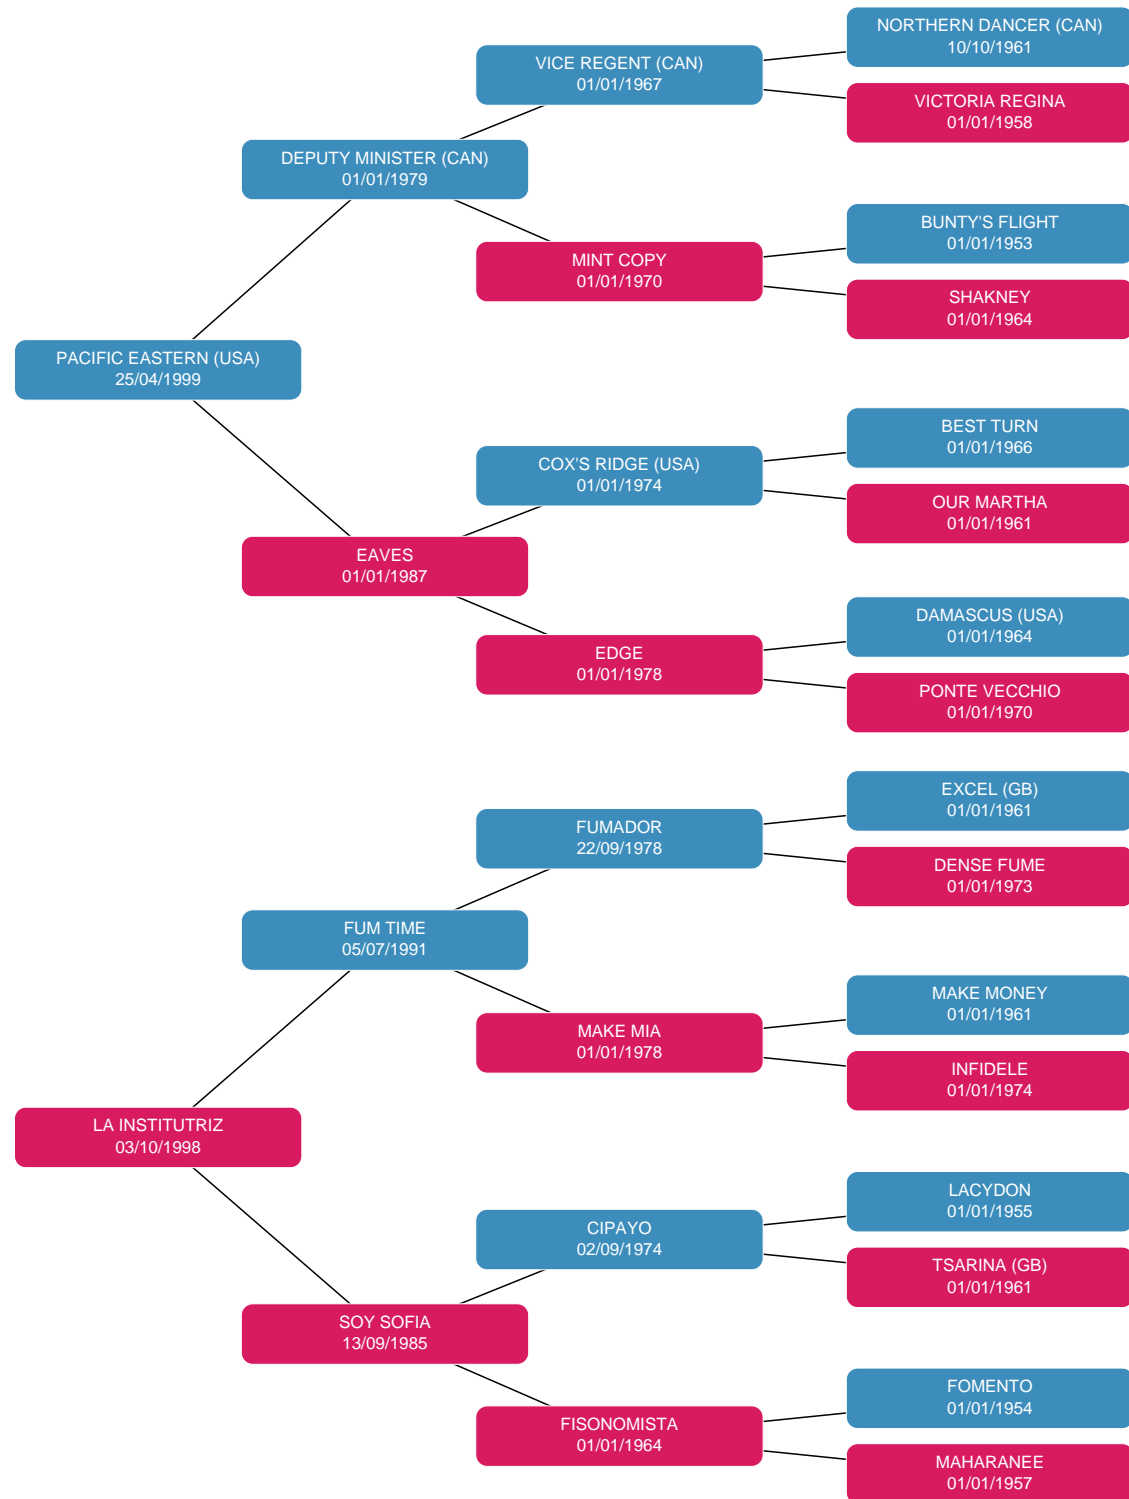 NORTHERN DANCER (CAN)
10/10/1961
VICE REGENT (CAN)
01/01/1967
VICTORIA REGINA
01/01/1958
DEPUTY MINISTER (CAN)
01/01/1979
BUNTY'S FLIGHT
01/01/1953
MINT COPY
01/01/1970
SHAKNEY
01/01/1964
PACIFIC EASTERN (USA)
25/04/1999
BEST TURN
01/01/1966
COX'S RIDGE (USA)
01/01/1974
OUR MARTHA
01/01/1961
EAVES
01/01/1987
DAMASCUS (USA)
01/01/1964
EDGE
01/01/1978
PONTE VECCHIO
01/01/1970
EXCEL (GB)
01/01/1961
FUMADOR
22/09/1978
DENSE FUME
01/01/1973
FUM TIME
05/07/1991
MAKE MONEY
01/01/1961
MAKE MIA
01/01/1978
INFIDELE
01/01/1974
LA INSTITUTRIZ
03/10/1998
LACYDON
01/01/1955
CIPAYO
02/09/1974
TSARINA (GB)
01/01/1961
SOY SOFIA
13/09/1985
FOMENTO
01/01/1954
FISONOMISTA
01/01/1964
MAHARANEE
01/01/1957